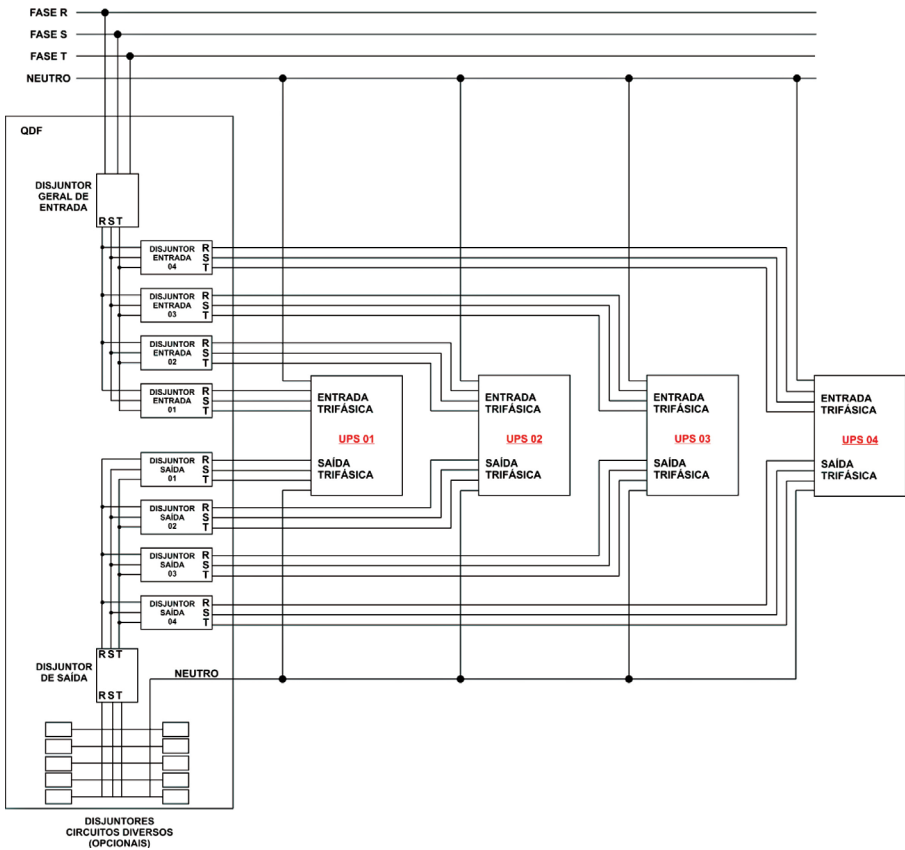 FASE R
FASE S
FASE T
NEUTRO
QDF
DISJUNTOR
GERAL DE
ENTRADA
R S T
DISJUNTOR
ENTRADA
04
R
S
T
DISJUNTOR
ENTRADA
03
R
S
T
DISJUNTOR
ENTRADA
02
R
S
T
DISJUNTOR
ENTRADA
01
R
S
T
ENTRADA
TRIFÁSICA
UPS 01
SAÍDA
TRIFÁSICA
ENTRADA
TRIFÁSICA
UPS 02
SAÍDA
TRIFÁSICA
ENTRADA
TRIFÁSICA
UPS 03
SAÍDA
TRIFÁSICA
ENTRADA
TRIFÁSICA
UPS 04
SAÍDA
TRIFÁSICA
DISJUNTOR
SAÍDA
01
R
S
T
DISJUNTOR
SAÍDA
02
R
S
T
DISJUNTOR
SAÍDA
03
R
S
T
DISJUNTOR
SAÍDA
04
R
S
T
R S T
DISJUNTOR
DE SAÍDA
R S T
NEUTRO
DISJUNTORES
CIRCUITOS DIVERSOS
(OPCIONAIS)